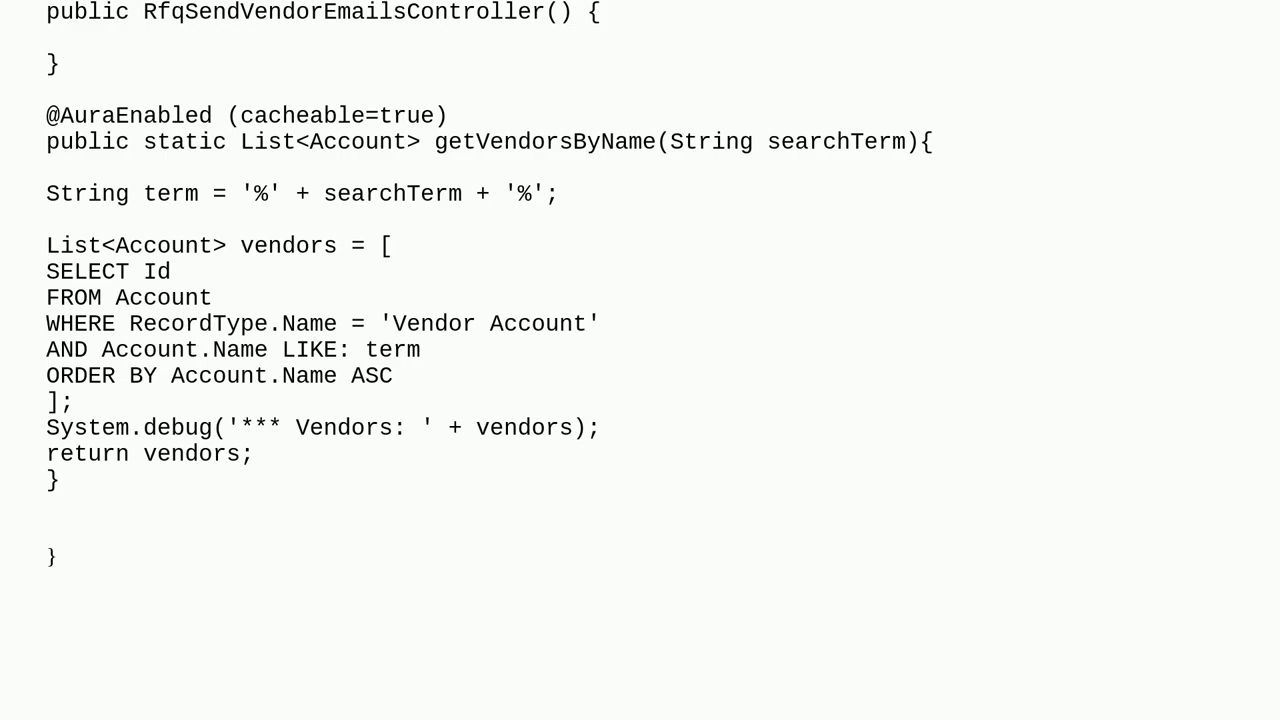 public RfqSendVendorEmailsController() {
}
@AuraEnabled (cacheable=true)
public static List<Account> getVendorsByName(String searchTerm){
String term = '%' + searchTerm + '%';
List<Account> vendors = [
SELECT Id
FROM Account
WHERE RecordType.Name = 'Vendor Account'
AND Account.Name LIKE: term
ORDER BY Account.Name ASC
];
System.debug('*** Vendors: ' + vendors);
return vendors;
}
}